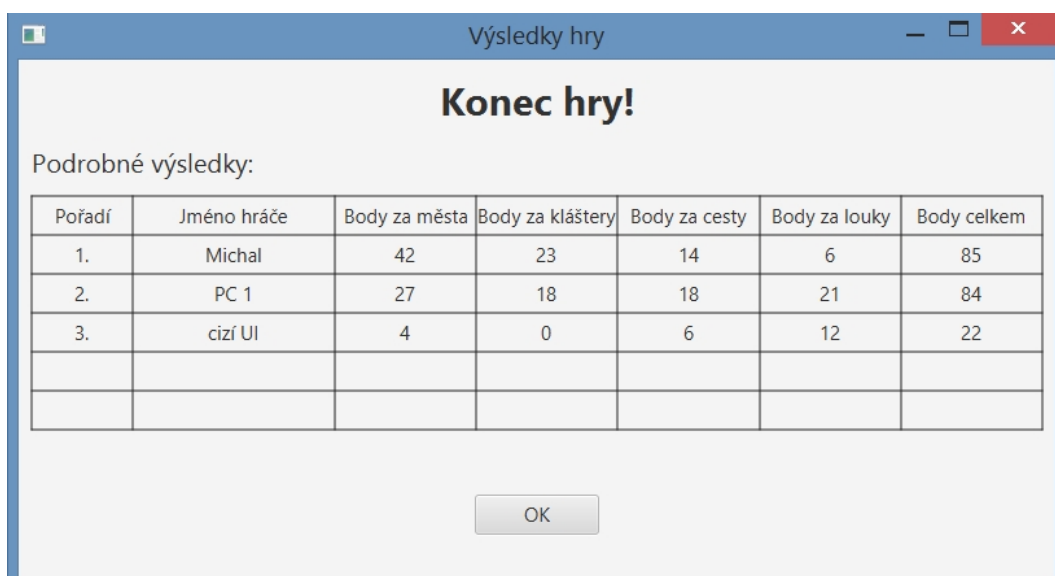 Výsledky hry
Konec hry!
Podrobné výsledky:
Pořadí Jméno hráče Body za města Body za kláštery Body za cesty Body za louky Body celkem
1. Michal 42 23 14 6 85
2. PC 1 27 18 18 21 84
3. cizí UI 4 0 6 12 22
OK